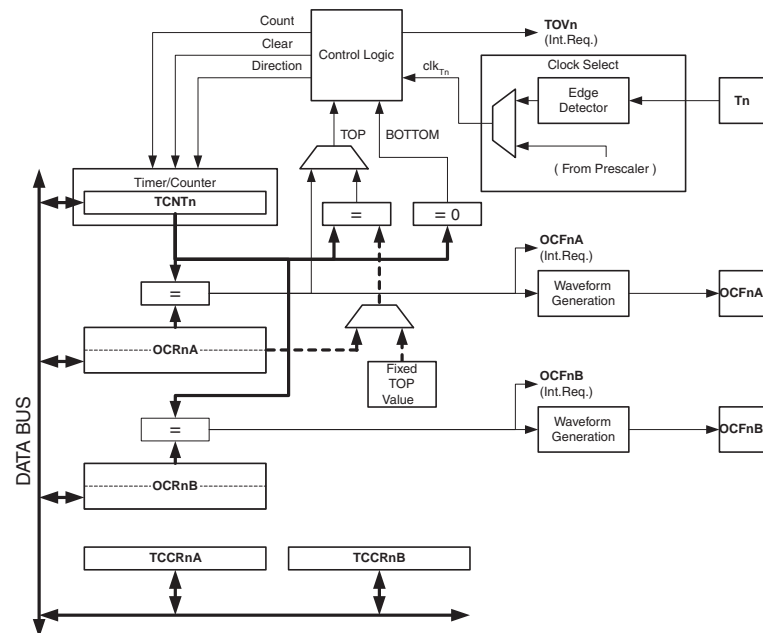 Count
Clear
Direction
Control Logic
TOVn
(Int.Req.)
clkTn
Clock Select
Edge
Detector
Tn
( From Prescaler )
TOP
BOTTOM
Timer/Counter
TCNTn
=
= 0
OCFnA
(Int.Req.)
=
Waveform
Generation
OCFnA
OCRnA
Fixed
TOP
Value
OCFnB
(Int.Req.)
=
Waveform
Generation
OCFnB
OCRnB
DATA BUS
TCCRnA
TCCRnB